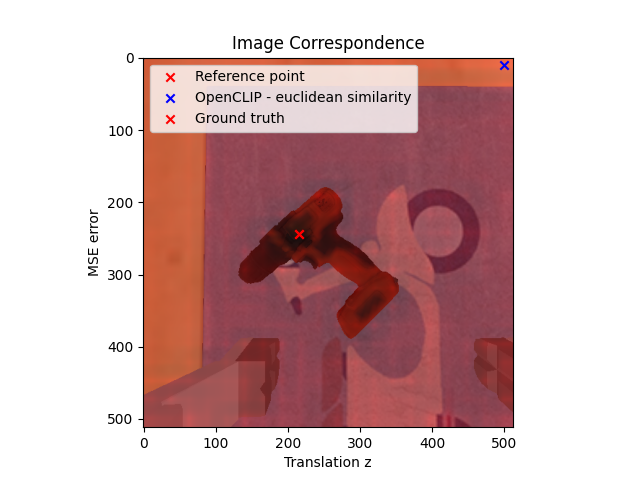 Image Correspondence
Reference point
OpenCLIP - euclidean similarity
Ground truth
MSE error
0
100
200
300
400
500
0
100
200
300
400
500
Translation z